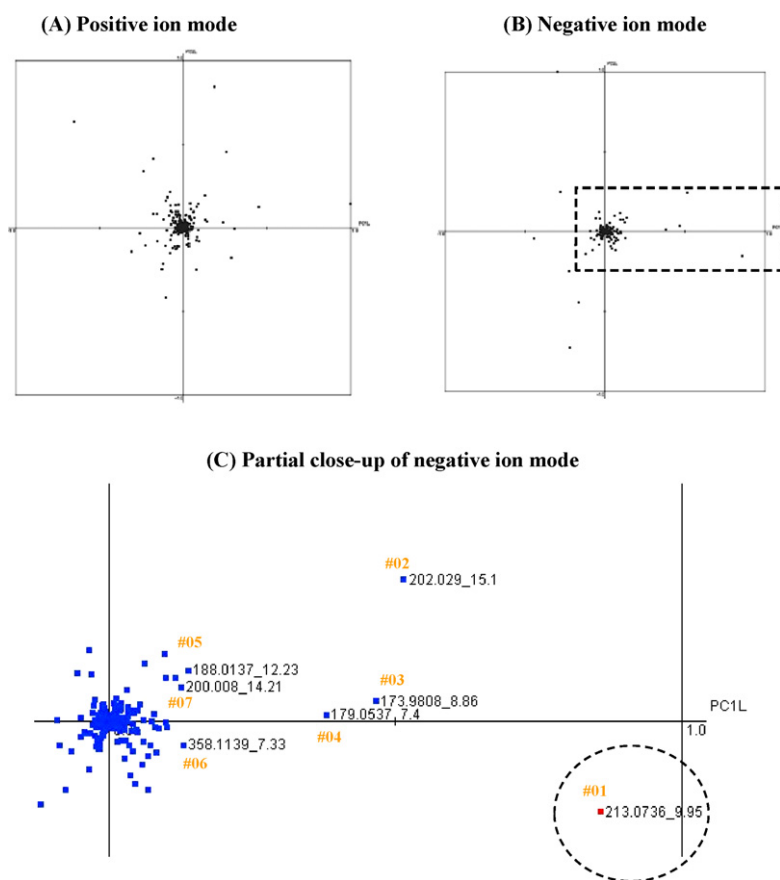 (A) Positive ion mode
(B) Negative ion mode
PC1L
PC1L
(C) Partial close-up of negative ion mode
#02
202.029_15.1
#05
188.0137_12.23
200.008_14.21
#03
173.9808_8.86
#07
179.0537_7.4
PC1L
1.0
#04
358.1139_7.33
#06
#01
213.0736_9.95